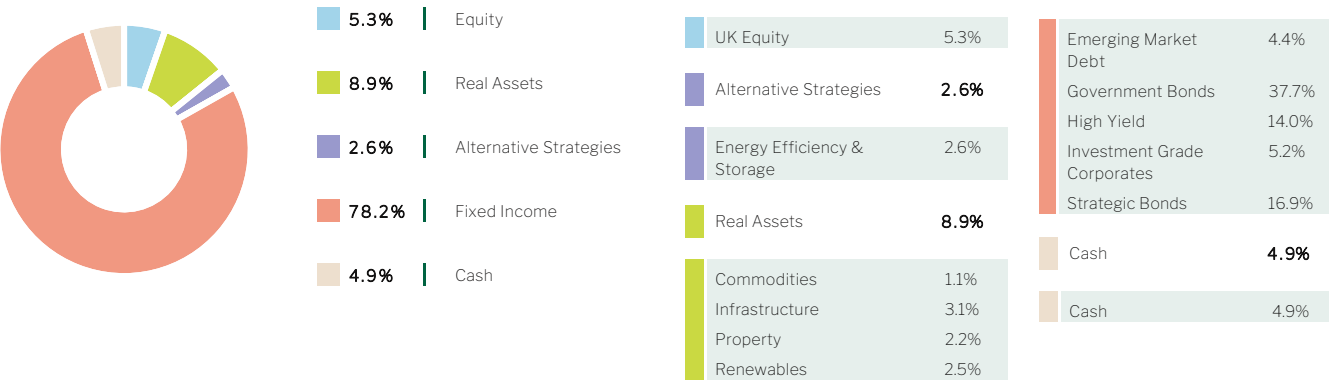 5.3% Equity
8.9% Real Assets
2.6% Alternative Strategies
78.2% Fixed Income
4.9% Cash
UK Equity 5.3%
Alternative Strategies 2.6%
Energy Efficiency & 2.6%
Storage
Real Assets 8.9%
Commodities 1.1%
Infrastructure 3.1%
Property 2.2%
Renewables 2.5%
Emerging Market 4.4%
Debt
Government Bonds 37.7%
High Yield 14.0%
Investment Grade 5.2%
Corporates
Strategic Bonds 16.9%
Cash 4.9%
Cash 4.9%